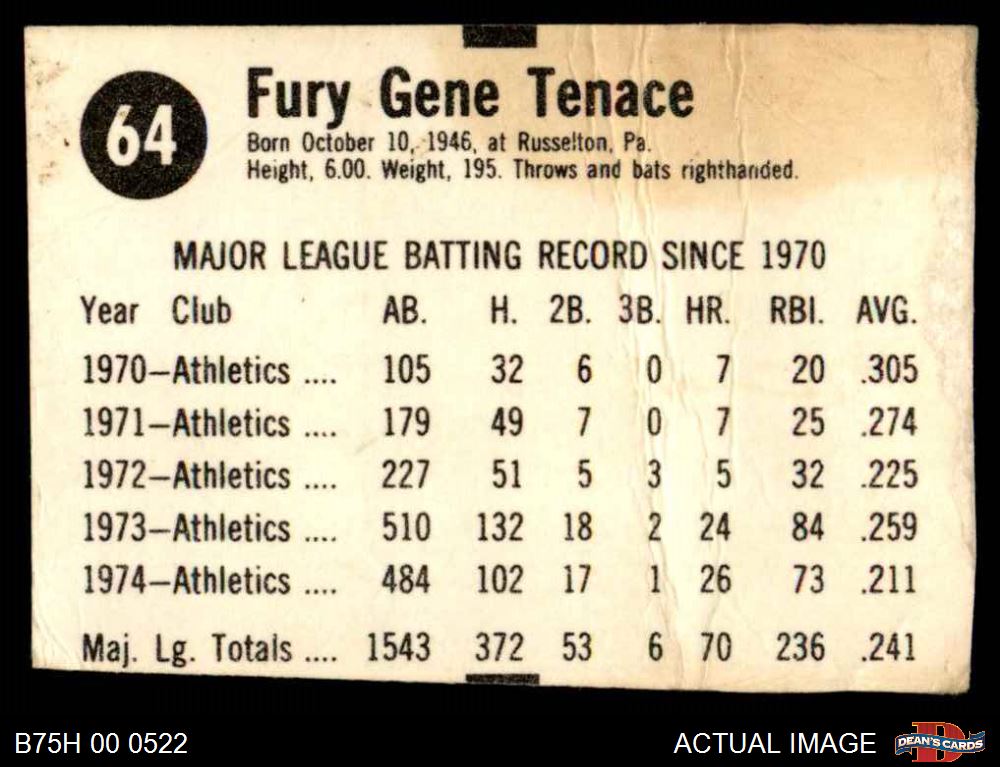 64
Fury Gene Tenace
Born October 10, 1946, at Russelton, Pa.
Height, 6.00. Weight, 195. Throws and bats righthanded.
MAJOR LEAGUE BATTING RECORD SINCE 1970
Year Club AB. H. 2B. 3B. HR. RBI. AVG.
1970—Athletics .... 105 32 6 0 7 20 .305
1971—Athletics .... 179 49 7 0 7 25 .274
1972—Athletics .... 227 51 5 3 5 32 .225
1973—Athletics .... 510 132 18 2 24 84 .259
1974—Athletics .... 484 102 17 1 26 73 .211
Maj. Lg. Totals .... 1543 372 53 6 70 236 .241
B75H 00 0522
ACTUAL IMAGE
D
DEAN'S CARDS